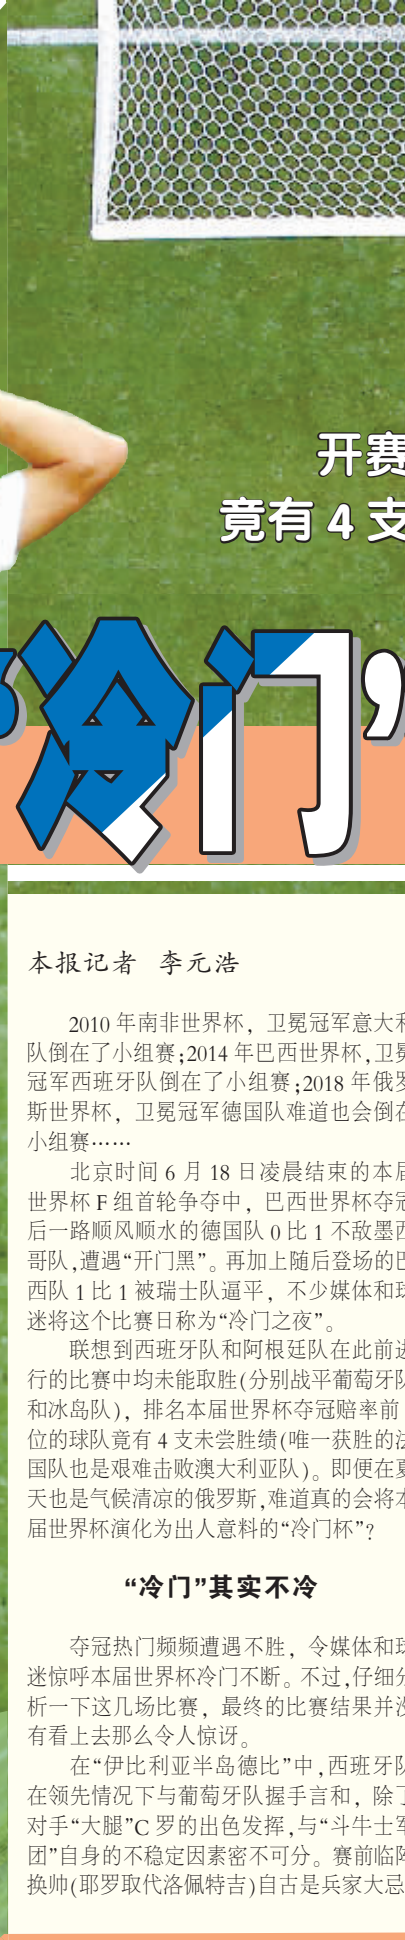 开赛
竟有 4 支
“冷门”
本报记者 李元浩
2010 年南非世界杯，卫冕冠军意大利
队倒在了小组赛;2014 年巴西世界杯,卫冕
冠军西班牙队倒在了小组赛;2018 年俄罗
斯世界杯，卫冕冠军德国队难道也会倒在
小组赛……
北京时间 6 月 18 日凌晨结束的本届
世界杯 F 组首轮争夺中，巴西世界杯夺冠
后一路顺风顺水的德国队 0 比 1 不敌墨西
哥队,遭遇“开门黑”。再加上随后登场的巴
西队 1 比 1 被瑞士队逼平，不少媒体和球
迷将这个比赛日称为“冷门之夜”。
联想到西班牙队和阿根廷队在此前进
行的比赛中均未能取胜(分别战平葡萄牙队
和冰岛队)，排名本届世界杯夺冠赔率前
位的球队竟有 4 支未尝胜绩(唯一获胜的法
国队也是艰难击败澳大利亚队)。即便在夏
天也是气候清凉的俄罗斯,难道真的会将本
届世界杯演化为出人意料的“冷门杯”?
“冷门”其实不冷
夺冠热门频频遭遇不胜，令媒体和球
迷惊呼本届世界杯冷门不断。不过,仔细分
析一下这几场比赛，最终的比赛结果并没
有看上去那么令人惊讶。
在“伊比利亚半岛德比”中,西班牙队
在领先情况下与葡萄牙队握手言和，除了
对手“大腿”C 罗的出色发挥,与“斗牛士军
团”自身的不稳定因素密不可分。赛前临阵
换帅(耶罗取代洛佩特吉)自古是兵家大忌